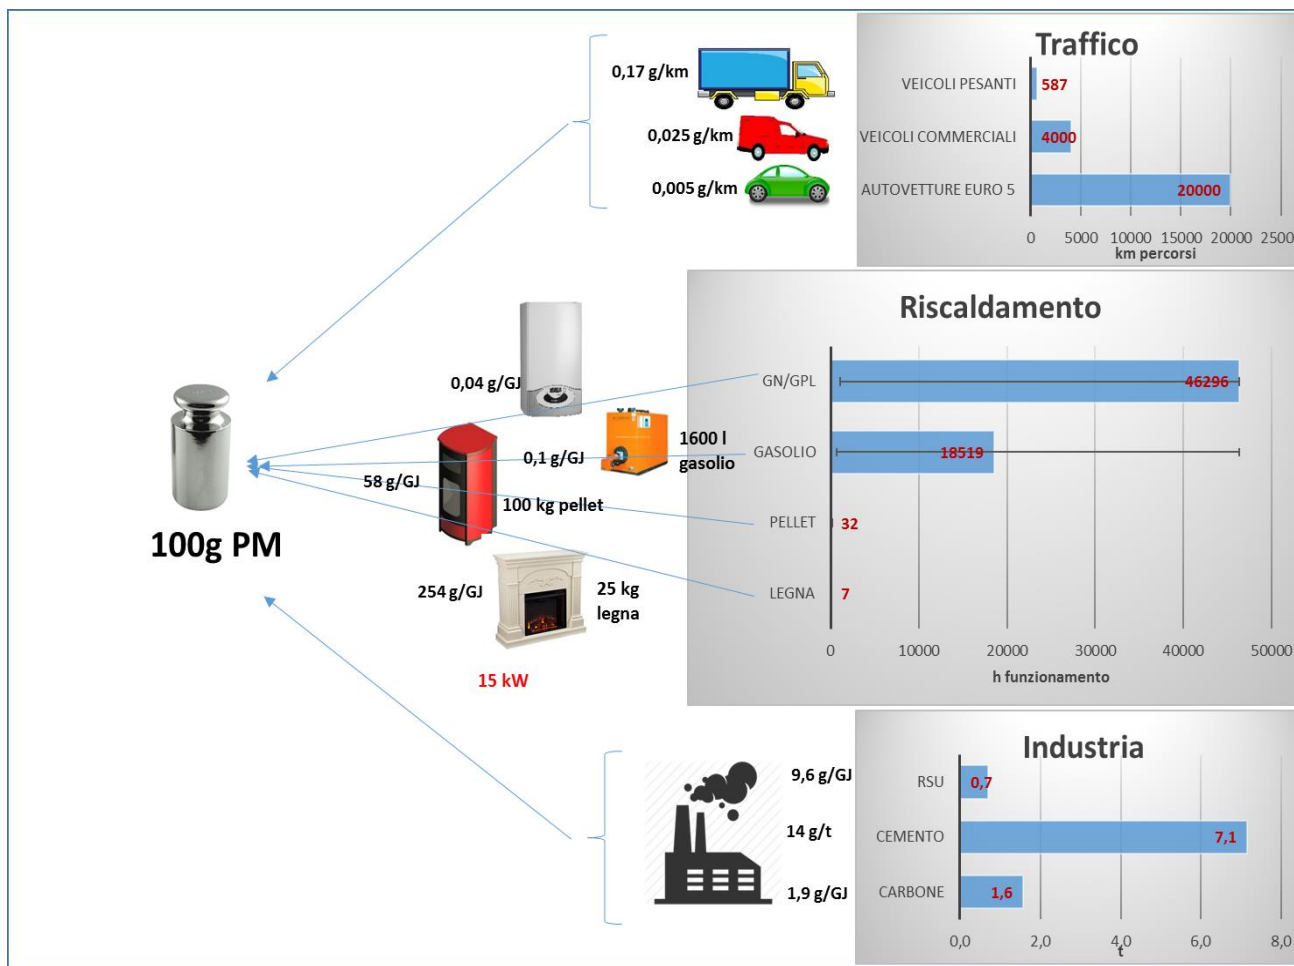 Traffico
0,17 g/km
0,025 g/km
0,005 g/km
VEICOLI PESANTI
587
VEICOLI COMMERCIALI
4000
AUTOVETTURE EURO 5
20000
0 5000 10000 15000 20000 2500
km percorsi
Riscaldamento
0,04 g/GJ
0,1 g/GJ
1600 l
gasolio
58 g/GJ
100 kg pellet
254 g/GJ
25 kg
legna
15 kW
GN/GPL
46296
GASOLIO
18519
PELLET
32
LEGNA
7
0 10000 20000 30000 40000 50000
h funzionamento
100g PM
Industria
9,6 g/GJ
14 g/t
1,9 g/GJ
RSU
0,7
CEMENTO
7,1
CARBONE
1,6
0,0 2,0 4,0 6,0 8,0
t